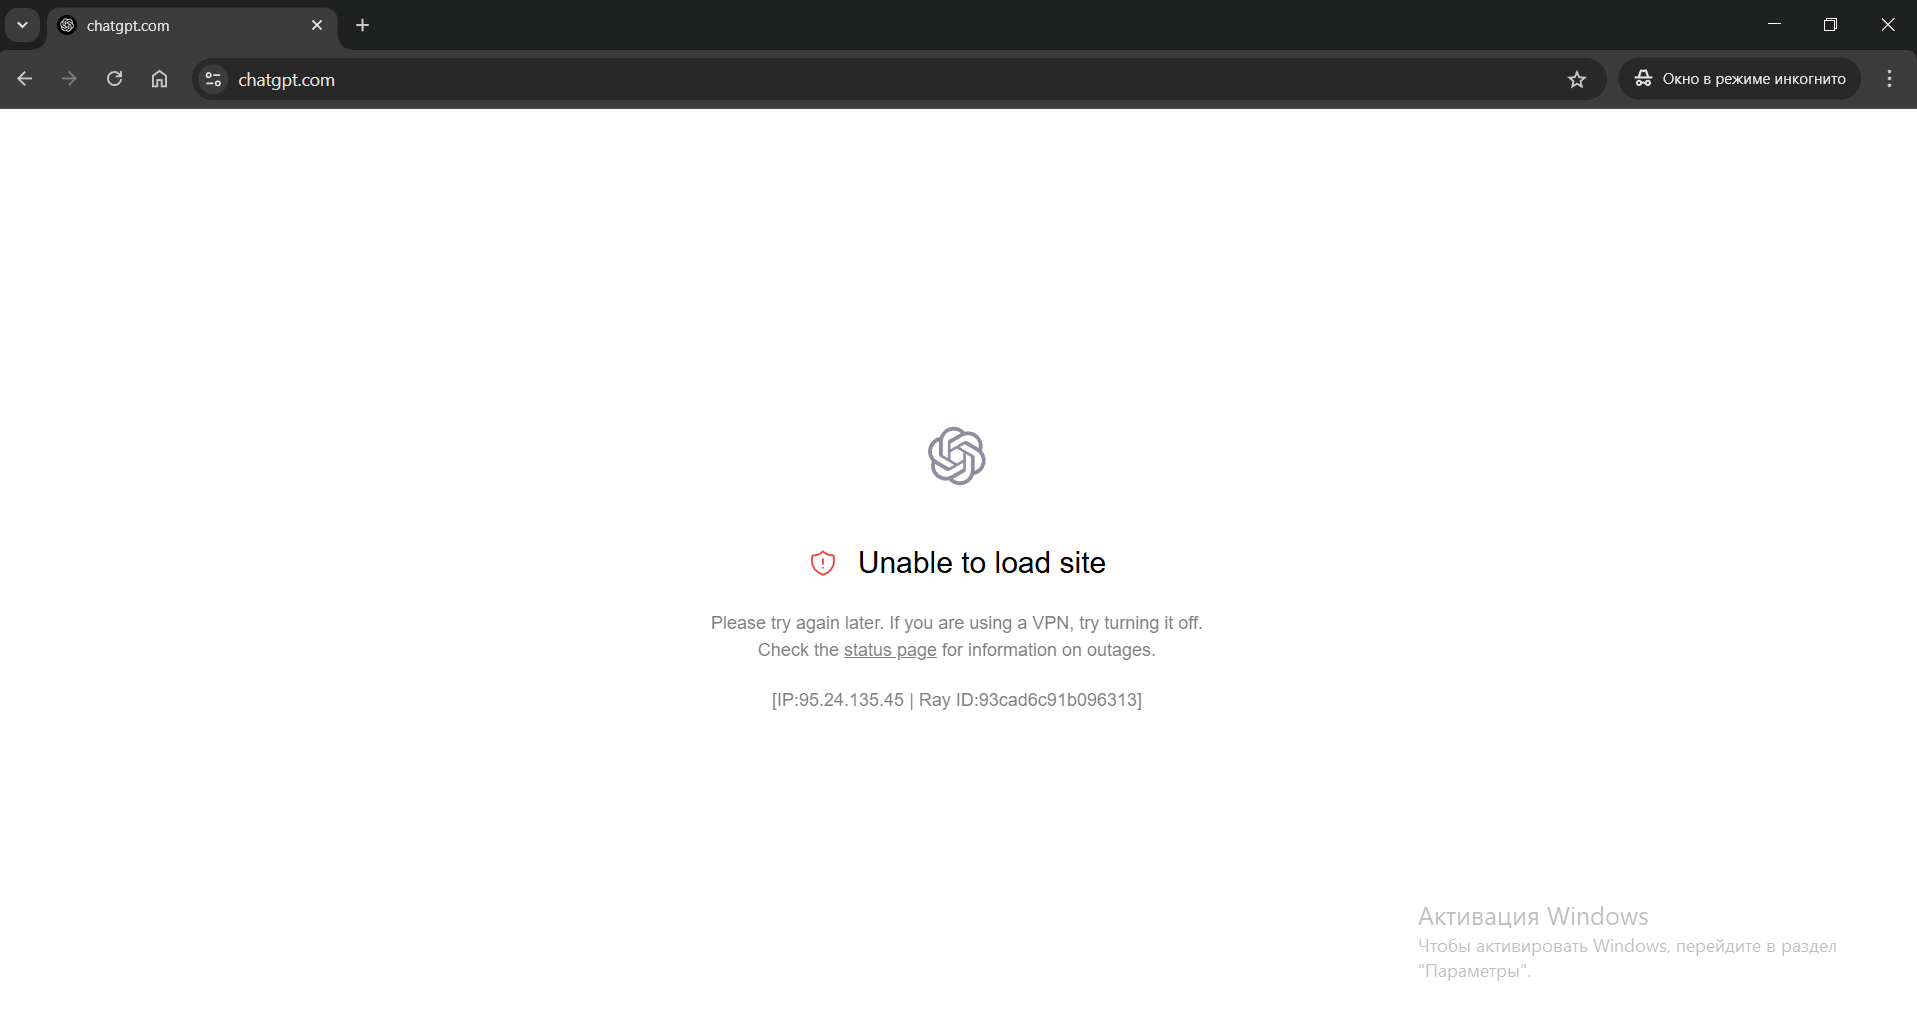 chatgpt.com
chatgpt.com
Окно в режиме инкогнито
Unable to load site
Please try again later. If you are using a VPN, try turning it off.
Check the status page for information on outages.
[IP:95.24.135.45 | Ray ID:93cad6c91b096313]
Активация Windows
Чтобы активировать Windows, перейдите в раздел
"Параметры".